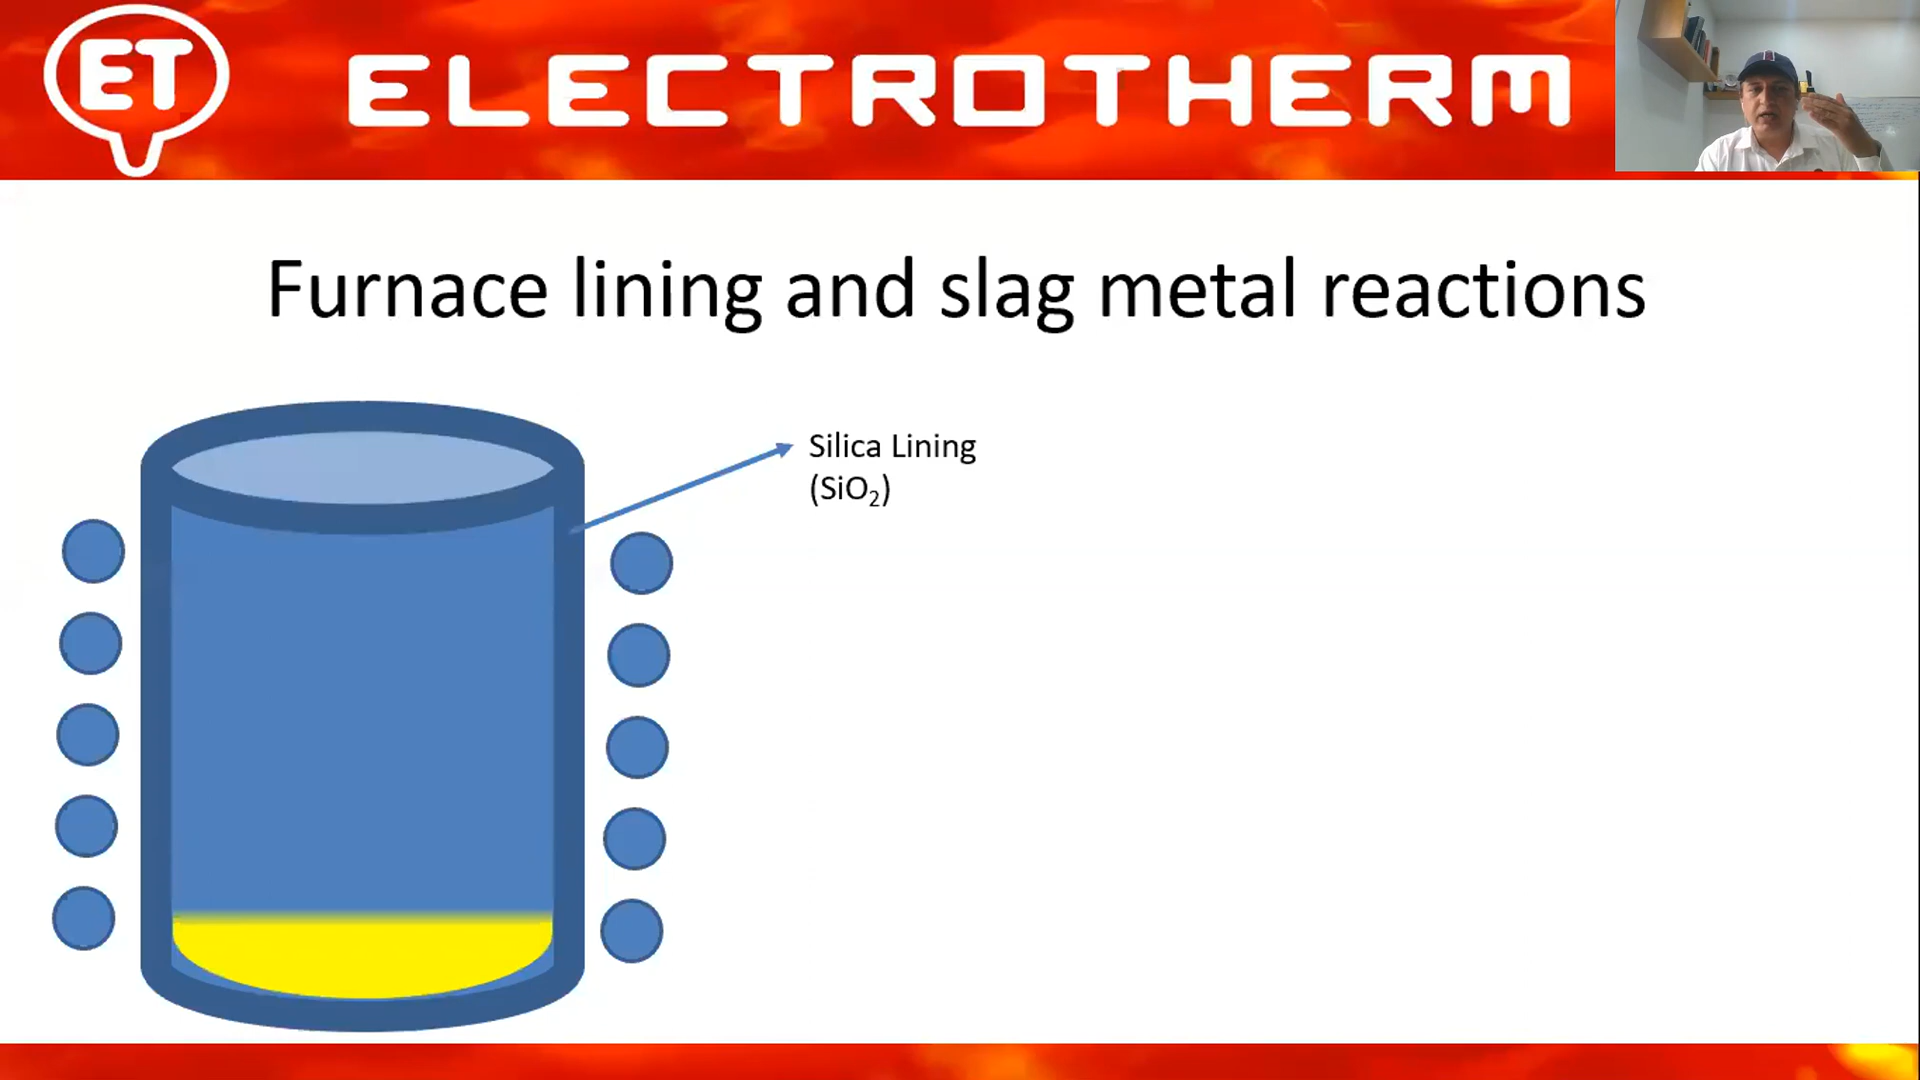 ET
ELECTROTHERM
Furnace lining and slag metal reactions
Silica Lining
(SiO₂)